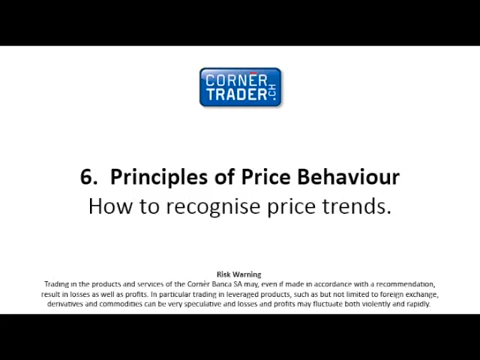 CORNÈR
TRADER.CH
6. Principles of Price Behaviour
How to recognise price trends.
Risk Warning
Trading in the products and services of the Cornèr Banca SA may, even if made in accordance with a recommendation,
result in losses as well as profits. In particular trading in leveraged products, such as but not limited to foreign exchange,
derivatives and commodities can be very speculative and losses and profits may fluctuate both violently and rapidly.